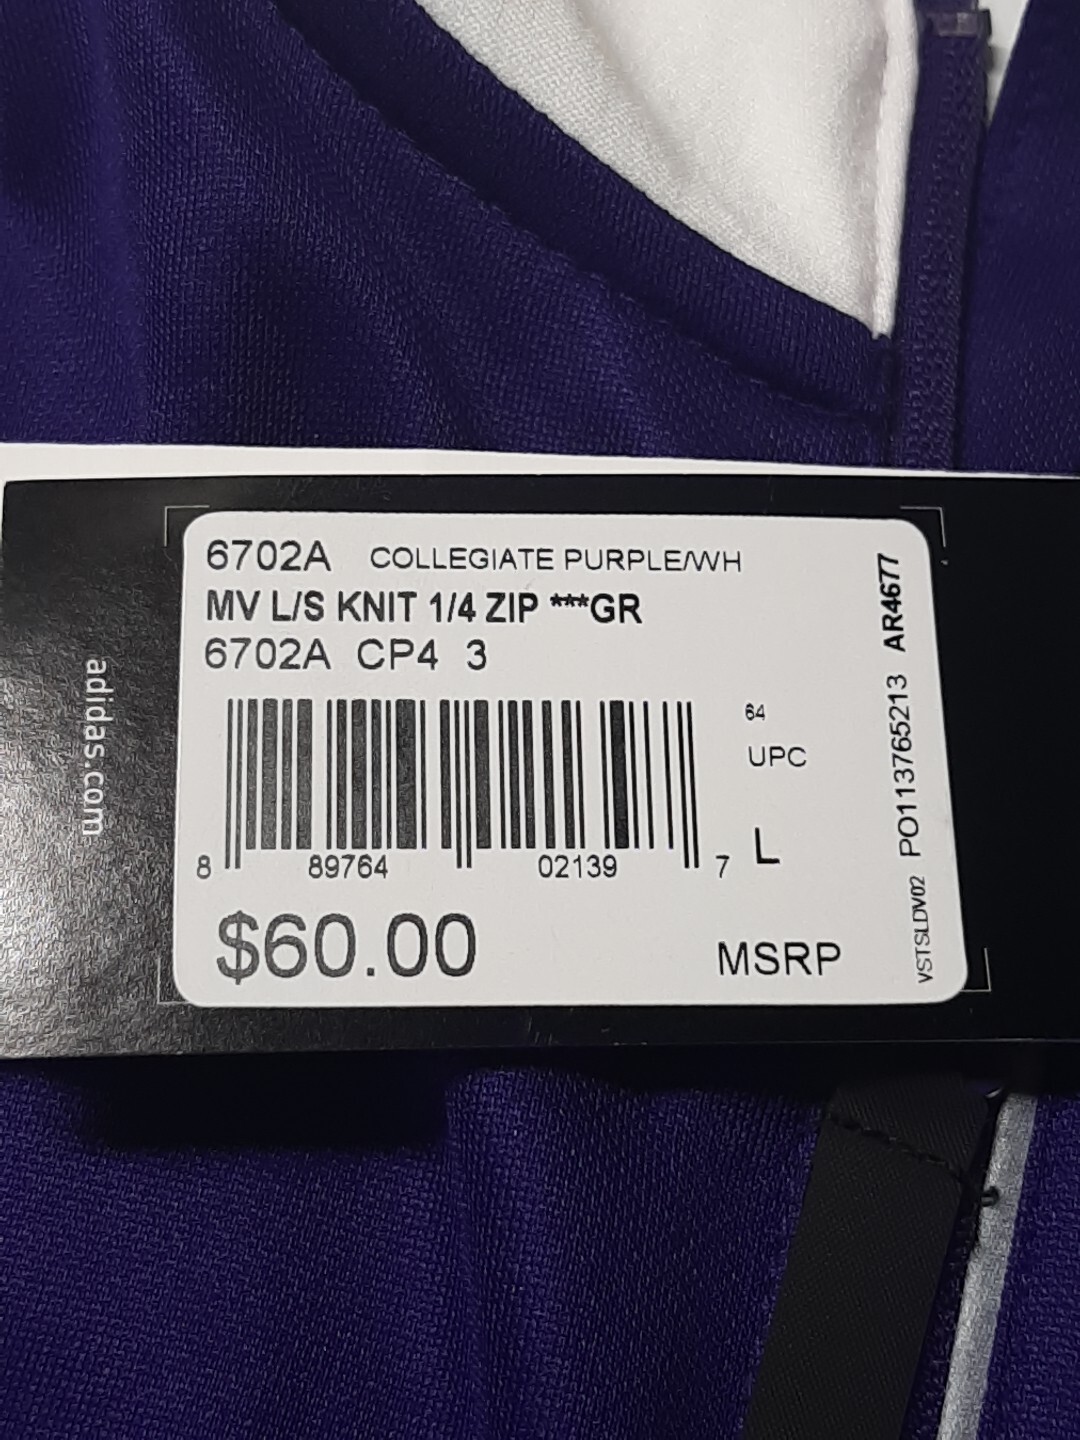 6702A COLLEGIATE PURPLE/WH
MV L/S KNIT 1/4 ZIP ***GR
6702A CP4 3
64
UPC
L
8 89764 02139 7
$60.00 MSRP
VSTSLDV02 PO113765213 AR4677
adidas.com